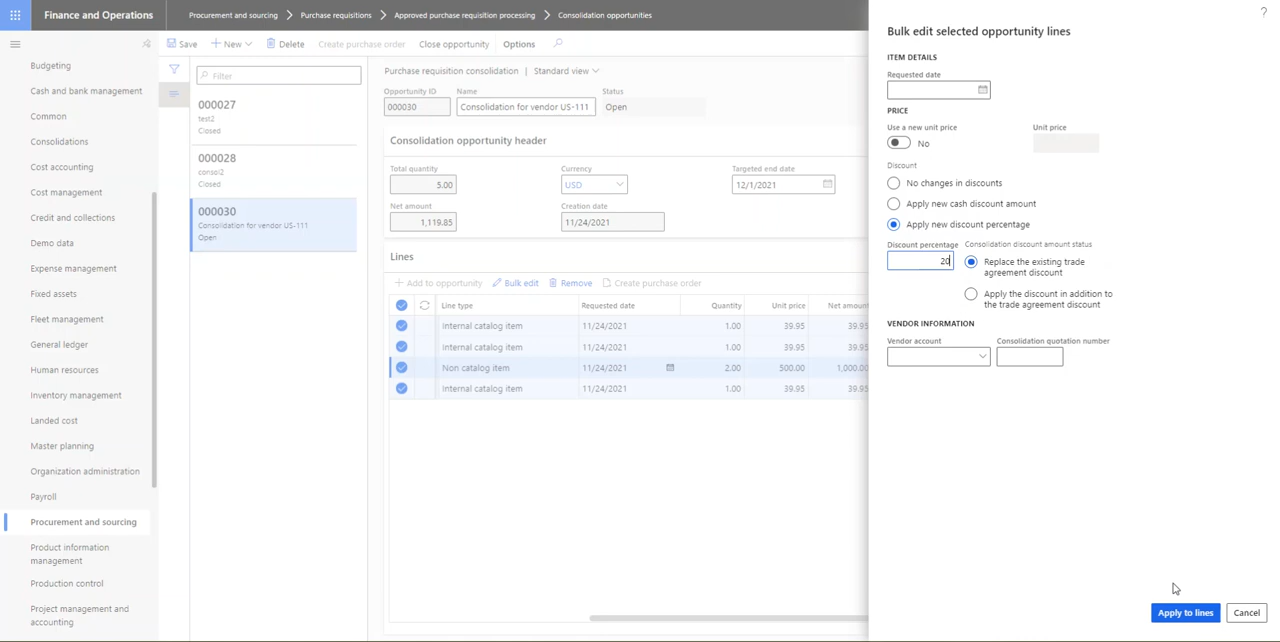 Finance and Operations
Procurement and sourcing
Purchase requisitions
Approved purchase requisition processing
Consolidation opportunities
?
Save
New
Delete
Create purchase order
Close opportunity
Options
Budgeting
Cash and bank management
Common
Consolidations
Cost accounting
Cost management
Credit and collections
Demo data
Expense management
Fixed assets
Fleet management
General ledger
Human resources
Inventory management
Landed cost
Master planning
Organization administration
Payroll
Procurement and sourcing
Product information
management
Production control
Project management and
accounting
Filter
000027
test2
Closed
000028
consol2
Closed
000030
Consolidation for vendor US-111
Open
Purchase requisition consolidation | Standard view
Opportunity ID Name Status
000030 Consolidation for vendor US-111 Open
Consolidation opportunity header
Total quantity Currency Targeted end date
5.00 USD 12/1/2021
Net amount Creation date
1,119.85 11/24/2021
Lines
Add to opportunity Bulk edit Remove Create purchase order
Line type Requested date Quantity Unit price Net amount
Internal catalog item 11/24/2021 1.00 39.95 39.95
Internal catalog item 11/24/2021 1.00 39.95 39.95
Non catalog item 11/24/2021 2.00 500.00 1,000.00
Internal catalog item 11/24/2021 1.00 39.95 39.95
Bulk edit selected opportunity lines
ITEM DETAILS
Requested date
PRICE
Use a new unit price Unit price
No
Discount
No changes in discounts
Apply new cash discount amount
Apply new discount percentage
Discount percentage Consolidation discount amount status
20 Replace the existing trade
agreement discount
Apply the discount in addition to
the trade agreement discount
VENDOR INFORMATION
Vendor account Consolidation quotation number
Apply to lines Cancel